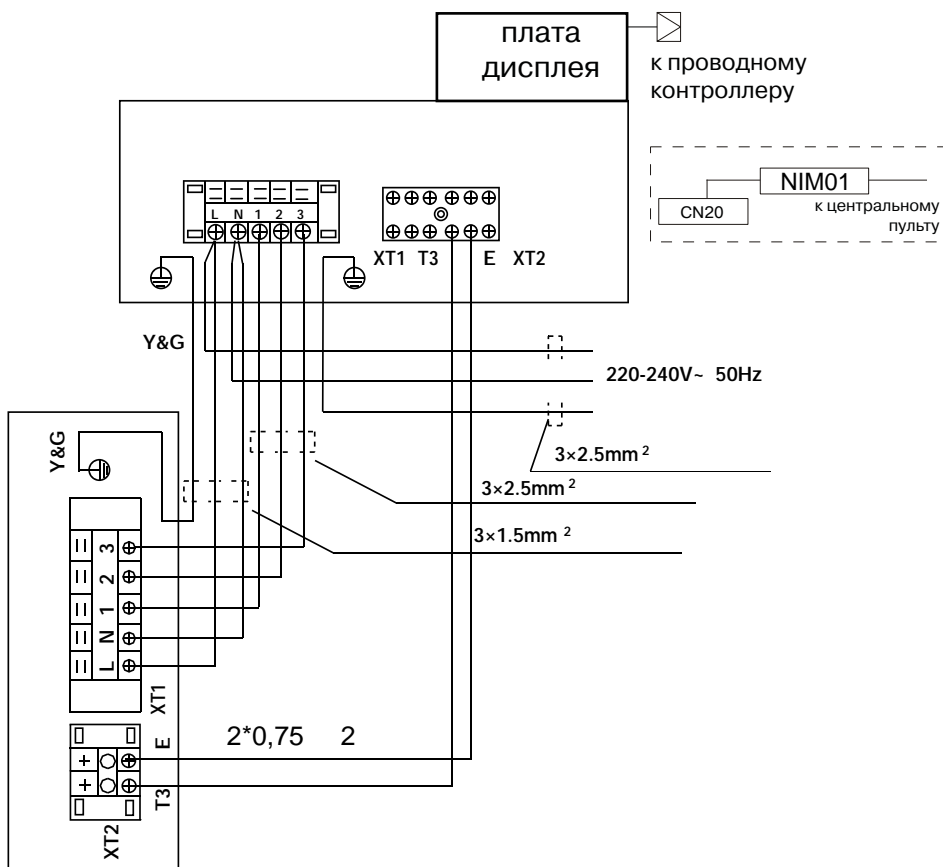 плата
дисплея
к проводному
контроллеру
NIM01
CN20
к центральному
пульту
L N 1 2 3
XT1 T3 E XT2
Y&G
220-240V~ 50Hz
Y&G
3×2.5mm ²
3×2.5mm ²
3×1.5mm ²
3
2
1
N
L
XT1
2*0,75 2
E
T3
XT2